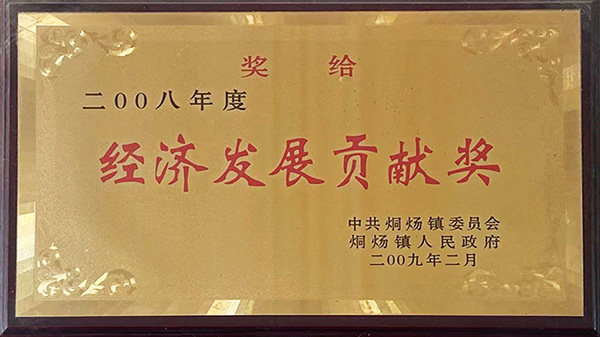 奖给
二00八年度
经济发展贡献奖
中共炯炀镇委员会
炯炀镇人民政府
二00九年二月